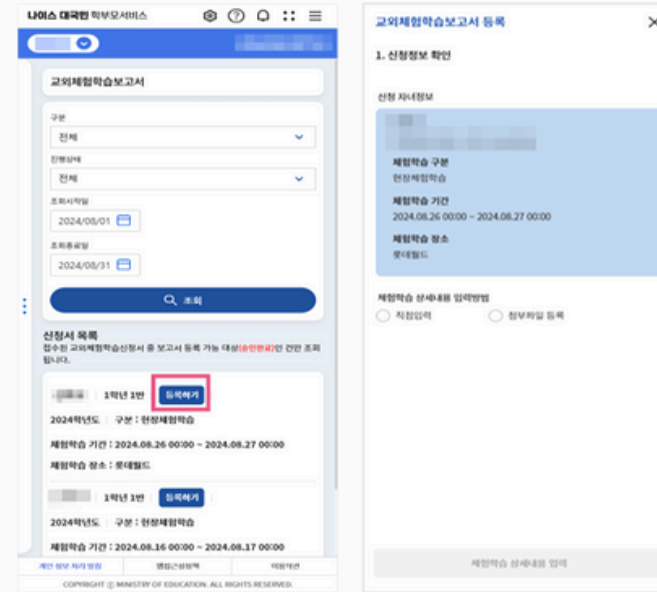 나이스 대국민 학부모서비스
교외체험학습보고서
구분
전체
진행상태
전체
조회시작일
2024/08/01
조회종료일
2024/08/31
조회
신청서 목록
접수된 교외체험학습신청서 중 보고서 등록 가능 대상(승인완료)인 건만 조회
됩니다.
1학년 1반 등록하기
2024학년도 구분 : 현장체험학습
체험학습 기간 : 2024.08.26 00:00 ~ 2024.08.27 00:00
체험학습 장소 : 롯데월드
1학년 1반 등록하기
2024학년도 구분 : 현장체험학습
체험학습 기간 : 2024.08.16 00:00 ~ 2024.08.17 00:00
개인 정보 처리 방침 웹접근성정책 이용약관
COPYRIGHT ⓒ MINISTRY OF EDUCATION. ALL RIGHTS RESERVED.
교외체험학습보고서 등록
1. 신청정보 확인
신청 자녀정보
체험학습 구분
현장체험학습
체험학습 기간
2024.08.26 00:00 ~ 2024.08.27 00:00
체험학습 장소
롯데월드
체험학습 상세내용 입력방법
직접입력 첨부파일 등록
체험학습 상세내용 입력